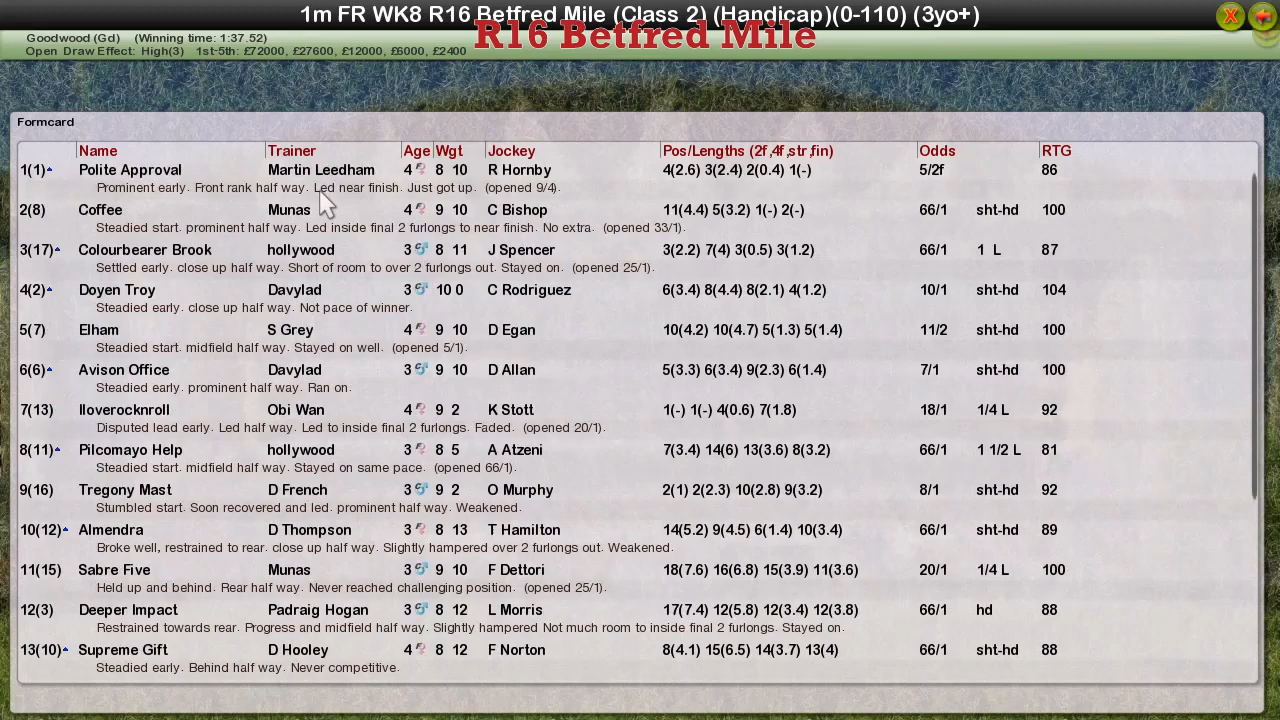 1m FR WK8 R16 Betfred Mile (Class 2) (Handicap)(0-110) (3yo+)
R16 Betfred Mile
Goodwood (Gd) (Winning time: 1:37.52)
Open Draw Effect: High(3) 1st-5th: £72000, £27600, £12000, £6000, £2400
Formcard
Name Trainer Age Wgt Jockey Pos/Lengths (2f,4f,str,fin) Odds RTG
1(1) Polite Approval Martin Leedham 4 8 10 R Hornby 4(2.6) 3(2.4) 2(0.4) 1(-) 5/2f 86
Prominent early. Front rank half way. Led near finish. Just got up. (opened 9/4).
2(8) Coffee Munas 4 9 10 C Bishop 11(4.4) 5(3.2) 1(-) 2(-) 66/1 sht-hd 100
Steadied start. prominent half way. Led inside final 2 furlongs to near finish. No extra. (opened 33/1).
3(17) Colourbearer Brook hollywood 3 8 11 J Spencer 3(2.2) 7(4) 3(0.5) 3(1.2) 66/1 1 L 87
Settled early. close up half way. Short of room to over 2 furlongs out. Stayed on. (opened 25/1).
4(2) Doyen Troy Davylad 3 10 0 C Rodriguez 6(3.4) 8(4.4) 8(2.1) 4(1.2) 10/1 sht-hd 104
Steadied early. close up half way. Not pace of winner.
5(7) Elham S Grey 4 9 10 D Egan 10(4.2) 10(4.7) 5(1.3) 5(1.4) 11/2 sht-hd 100
Steadied start. midfield half way. Stayed on well. (opened 5/1).
6(6) Avison Office Davylad 3 9 10 D Allan 5(3.3) 6(3.4) 9(2.3) 6(1.4) 7/1 sht-hd 100
Steadied early. prominent half way. Ran on.
7(13) Iloverocknroll Obi Wan 4 9 2 K Stott 1(-) 1(-) 4(0.6) 7(1.8) 18/1 1/4 L 92
Disputed lead early. Led half way. Led to inside final 2 furlongs. Faded. (opened 20/1).
8(11) Pilcomayo Help hollywood 3 8 5 A Atzeni 7(3.4) 14(6) 13(3.6) 8(3.2) 66/1 1 1/2 L 81
Steadied start. midfield half way. Stayed on same pace. (opened 66/1).
9(16) Tregony Mast D French 3 9 2 O Murphy 2(1) 2(2.3) 10(2.8) 9(3.2) 8/1 sht-hd 92
Stumbled start. Soon recovered and led. prominent half way. Weakened.
10(12) Almendra D Thompson 3 8 13 T Hamilton 14(5.2) 9(4.5) 6(1.4) 10(3.4) 66/1 sht-hd 89
Broke well, restrained to rear. close up half way. Slightly hampered over 2 furlongs out. Weakened.
11(15) Sabre Five Munas 3 9 10 F Dettori 18(7.6) 16(6.8) 15(3.9) 11(3.6) 20/1 1/4 L 100
Held up and behind. Rear half way. Never reached challenging position. (opened 25/1).
12(3) Deeper Impact Padraig Hogan 3 8 12 L Morris 17(7.4) 12(5.8) 12(3.4) 12(3.8) 66/1 hd 88
Restrained towards rear. Progress and midfield half way. Slightly hampered Not much room to inside final 2 furlongs. Stayed on.
13(10) Supreme Gift D Hooley 4 8 12 F Norton 8(4.1) 15(6.5) 14(3.7) 13(4) 66/1 sht-hd 88
Steadied early. Behind half way. Never competitive.